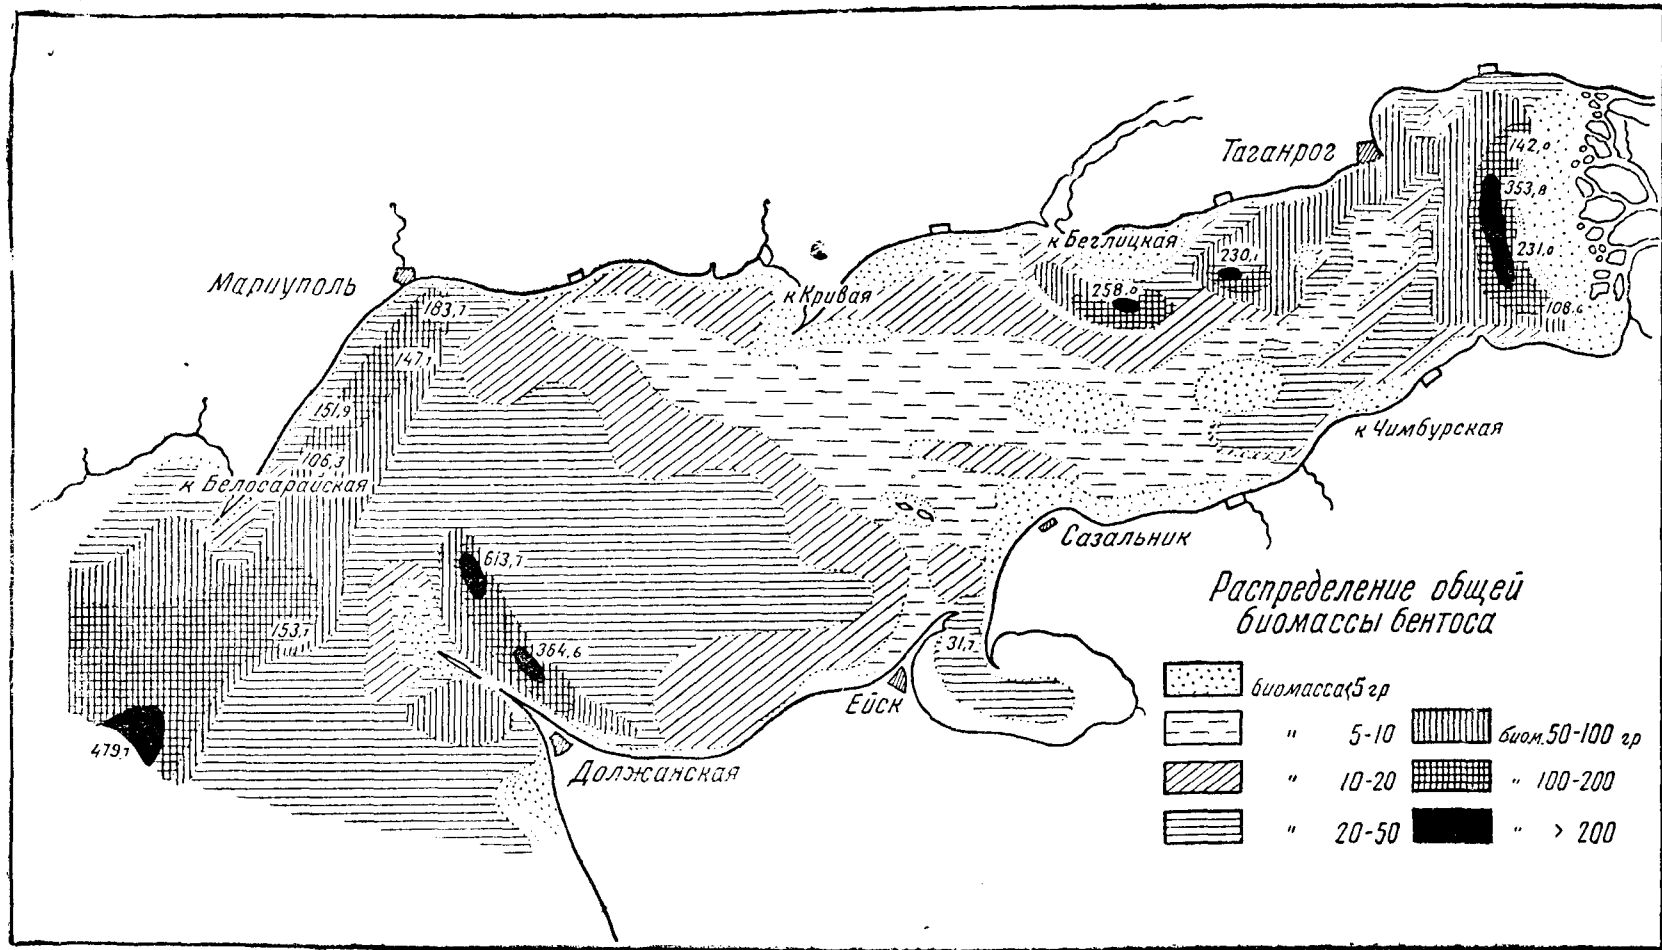 Таганрог
142,0
353,8
к Беглицкая
230,1
231,0
Мариуполь
258,0
к Кривая
183,7
108,6
147,1
151,9
к Чимбурская
106,3
к Белосарайская
Сазальник
613,7
Распределение общей
биомассы бентоса
153,7
364,6
31,7
Ейск
479,7
Должанская
биомасса<5 гр
" 5-10
биом. 50-100 гр
" 10-20
" 100-200
" 20-50
" > 200